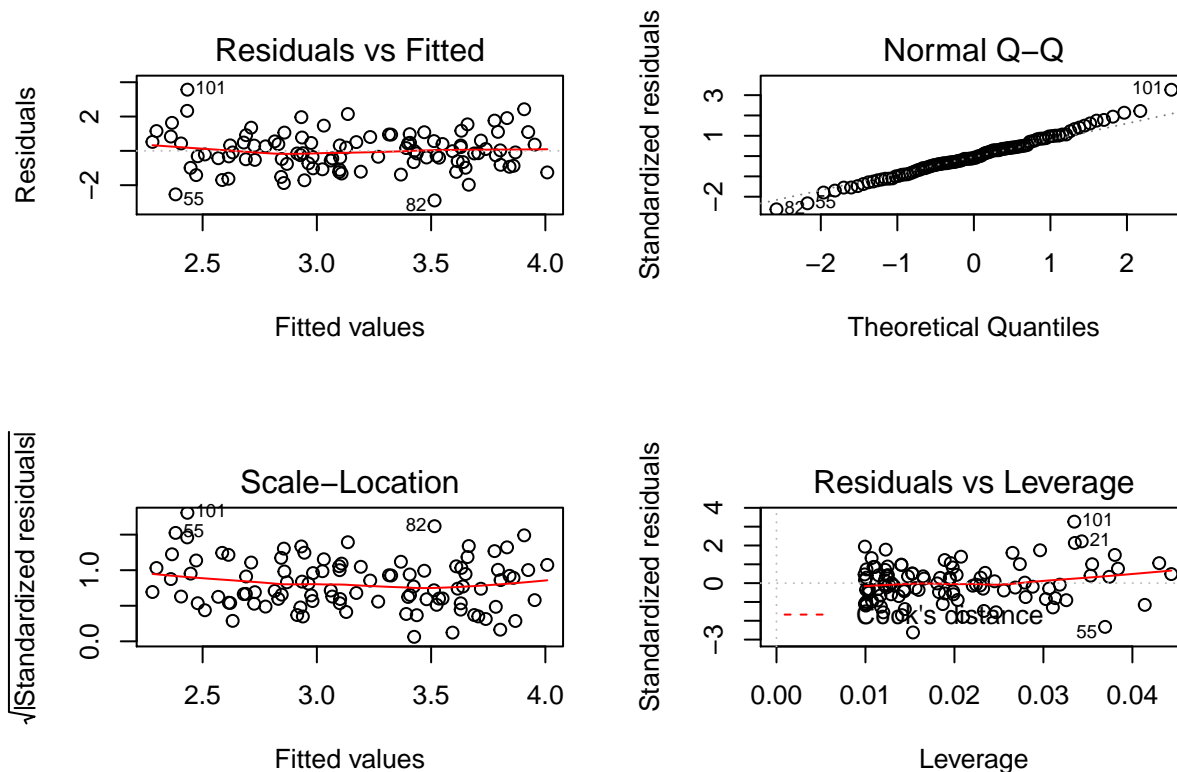 Residuals vs Fitted
Residuals
2
−2
101
55
82
2.5 3.0 3.5 4.0
Fitted values
Normal Q−Q
Standardized residuals
3
1
−2
101
82
55
−2 −1 0 1 2
Theoretical Quantiles
Scale−Location
√|Standardized residuals|
1.0
0.0
101
55
82
2.5 3.0 3.5 4.0
Fitted values
Residuals vs Leverage
Standardized residuals
4
2
0
−3
101
21
55
Cook's distance
0.00 0.01 0.02 0.03 0.04
Leverage